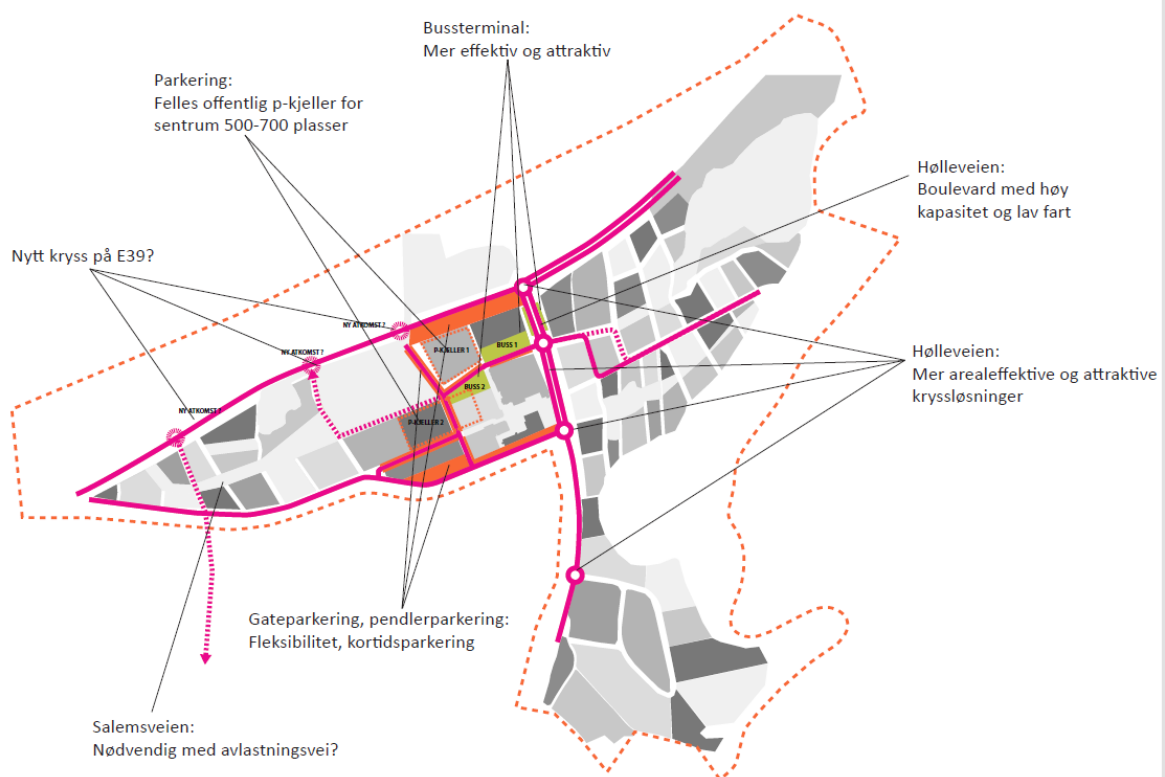 Bussterminal:
Mer effektiv og attraktiv
Parkering:
Felles offentlig p-kjeller for
sentrum 500-700 plasser
Hølleveien:
Boulevard med høy
kapasitet og lav fart
Nytt kryss på E39?
NY ATKOMST ?
P-KJELLER 1
BUSS 1
NY ATKOMST ?
Hølleveien:
Mer arealeffektive og attraktive
kryssløsninger
BUSS 2
NY ATKOMST ?
P-KJELLER 2
Gateparkering, pendlerparkering:
Fleksibilitet, kortidsparkering
Salemsveien:
Nødvendig med avlastningsvei?